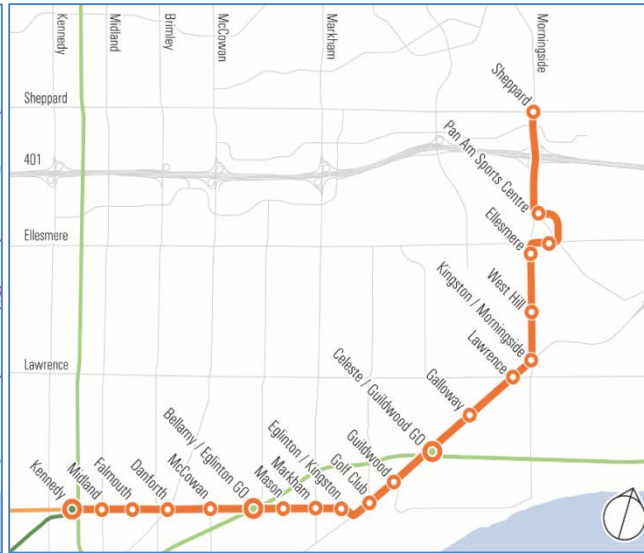 Kennedy
Midland
Brimley
McCowan
Markham
Morningside
Sheppard
401
Ellesmere
Lawrence
Sheppard
Pan Am Sports Centre
Ellesmere
West Hill
Kingston / Morningside
Lawrence
Galloway
Celeste / Guildwood GO
Guildwood
Golf Club
Eglinton / Kingston
Markham
Mason
Bellamy / Eglinton GO
McCowan
Danforth
Falmouth
Midland
Kennedy